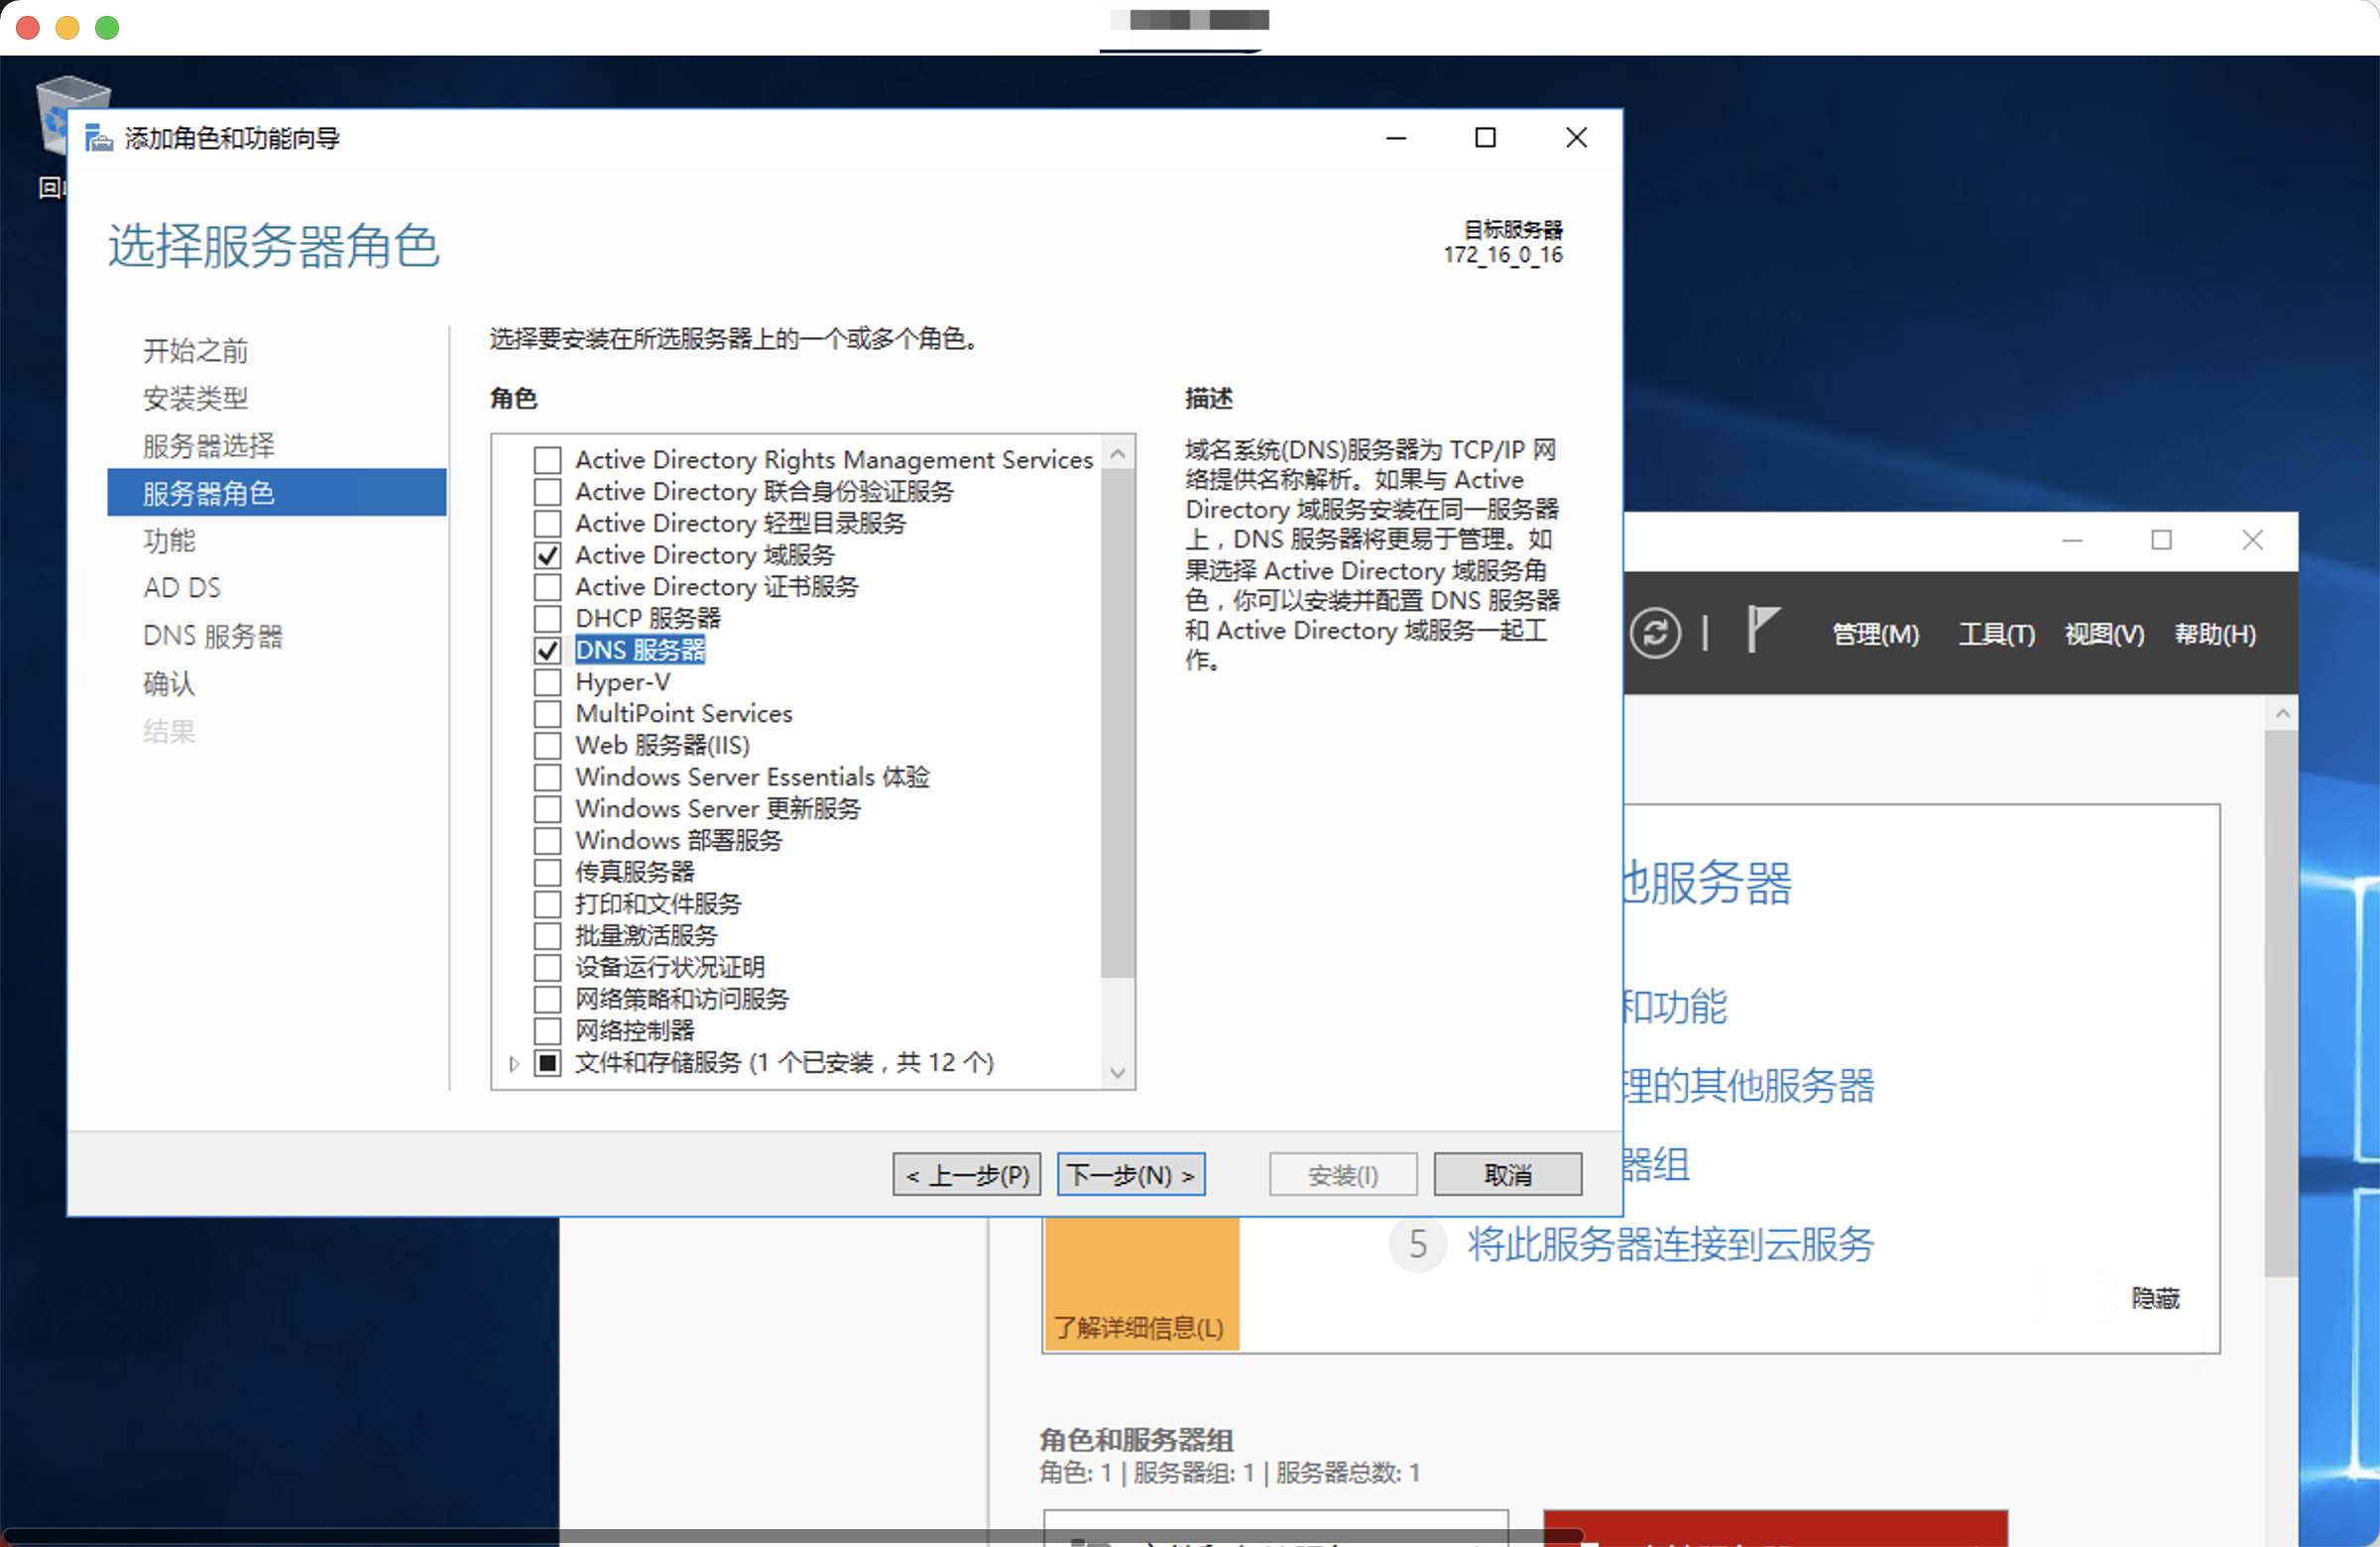 回收
添加角色和功能向导
选择服务器角色
目标服务器
172_16_0_16
开始之前
安装类型
服务器选择
服务器角色
功能
AD DS
DNS 服务器
确认
结果
选择要安装在所选服务器上的一个或多个角色。
角色
Active Directory Rights Management Services
Active Directory 联合身份验证服务
Active Directory 轻型目录服务
Active Directory 域服务
Active Directory 证书服务
DHCP 服务器
DNS 服务器
Hyper-V
MultiPoint Services
Web 服务器(IIS)
Windows Server Essentials 体验
Windows Server 更新服务
Windows 部署服务
传真服务器
打印和文件服务
批量激活服务
设备运行状况证明
网络策略和访问服务
网络控制器
文件和存储服务 (1 个已安装，共 12 个)
描述
域名系统(DNS)服务器为 TCP/IP 网
络提供名称解析。如果与 Active
Directory 域服务安装在同一服务器
上，DNS 服务器将更易于管理。如
果选择 Active Directory 域服务角
色，你可以安装并配置 DNS 服务器
和 Active Directory 域服务一起工
作。
< 上一步(P)
下一步(N) >
安装(I)
取消
管理(M) 工具(T) 视图(V) 帮助(H)
他服务器
和功能
理的其他服务器
器组
5 将此服务器连接到云服务
了解详细信息(L)
隐藏
角色和服务器组
角色: 1 | 服务器组: 1 | 服务器总数: 1